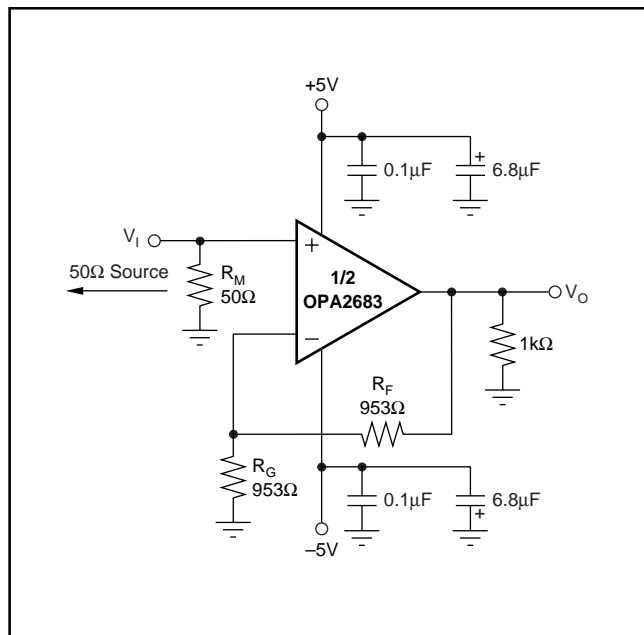 +5V
0.1μF
+
6.8μF
V_I
50Ω Source
R_M
50Ω
+
1/2
OPA2683
−
V_O
1kΩ
R_F
953Ω
R_G
953Ω
0.1μF
6.8μF
+
–5V